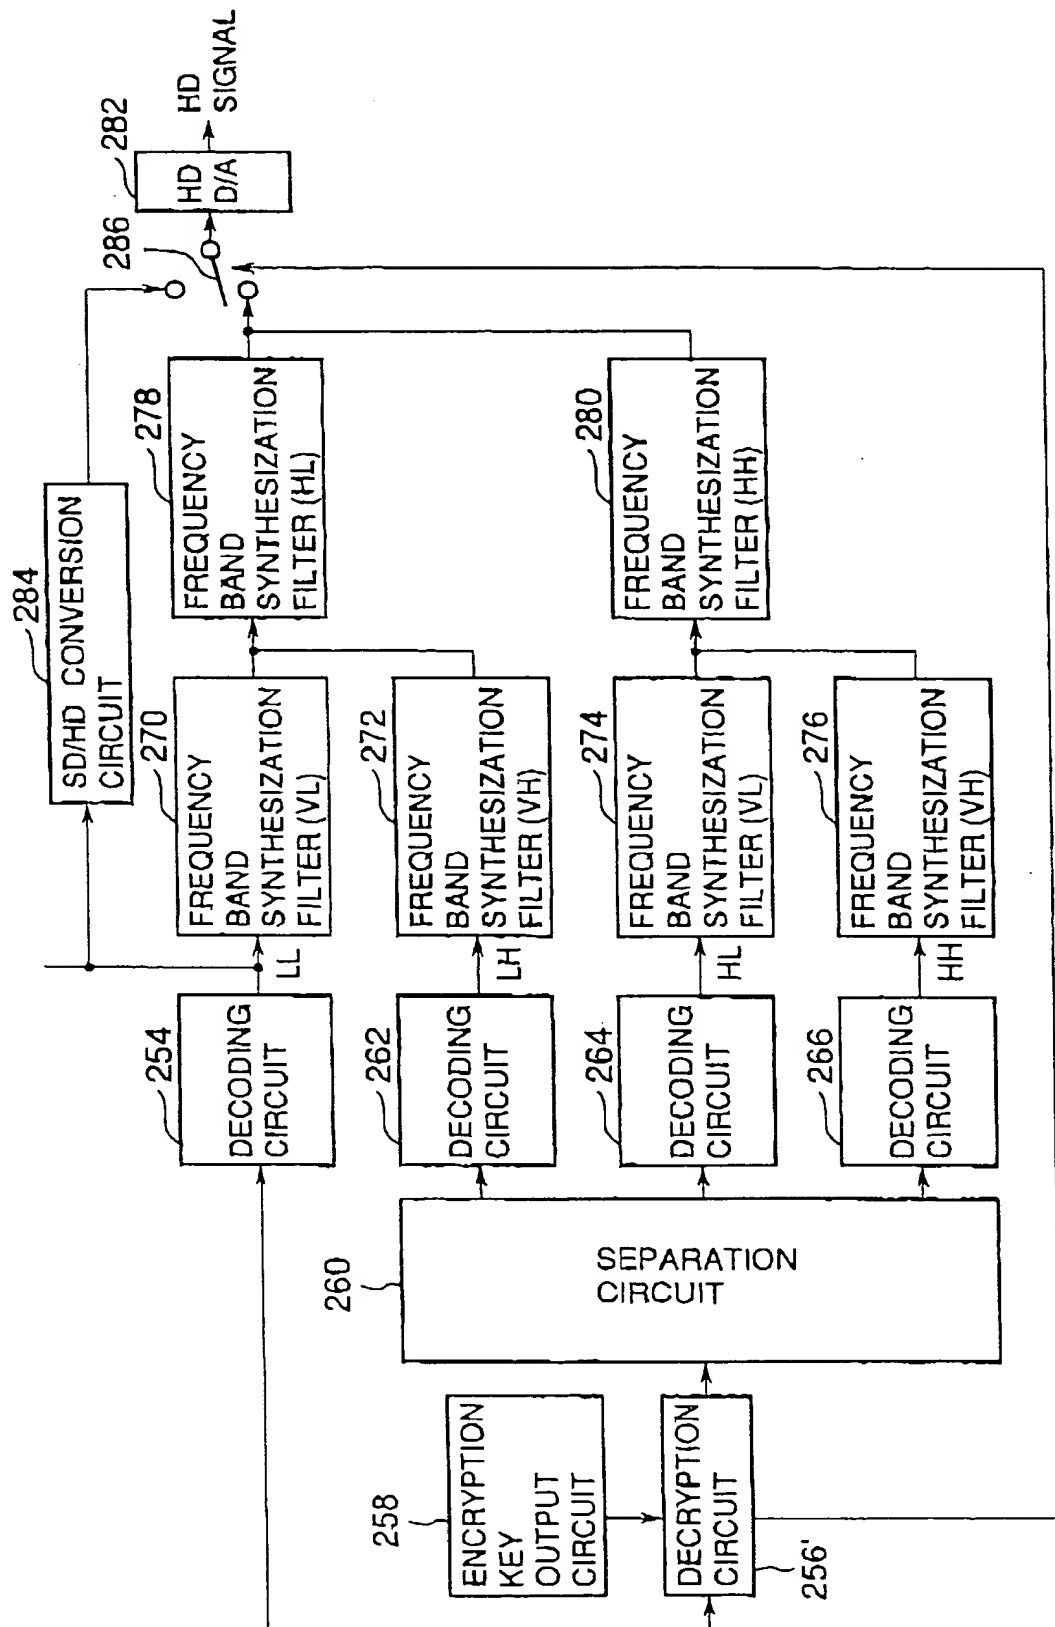 284
SD/HD CONVERSION
CIRCUIT
286
282
HD
D/A
HD
SIGNAL
254
DECODING
CIRCUIT
LL
270
FREQUENCY
BAND
SYNTHESIZATION
FILTER (VL)
278
FREQUENCY
BAND
SYNTHESIZATION
FILTER (HL)
258
ENCRYPTION
KEY
OUTPUT
CIRCUIT
260
SEPARATION
CIRCUIT
262
DECODING
CIRCUIT
LH
272
FREQUENCY
BAND
SYNTHESIZATION
FILTER (VH)
264
DECODING
CIRCUIT
HL
274
FREQUENCY
BAND
SYNTHESIZATION
FILTER (VL)
280
FREQUENCY
BAND
SYNTHESIZATION
FILTER (HH)
DECRYPTION
CIRCUIT
256'
266
DECODING
CIRCUIT
HH
276
FREQUENCY
BAND
SYNTHESIZATION
FILTER (VH)